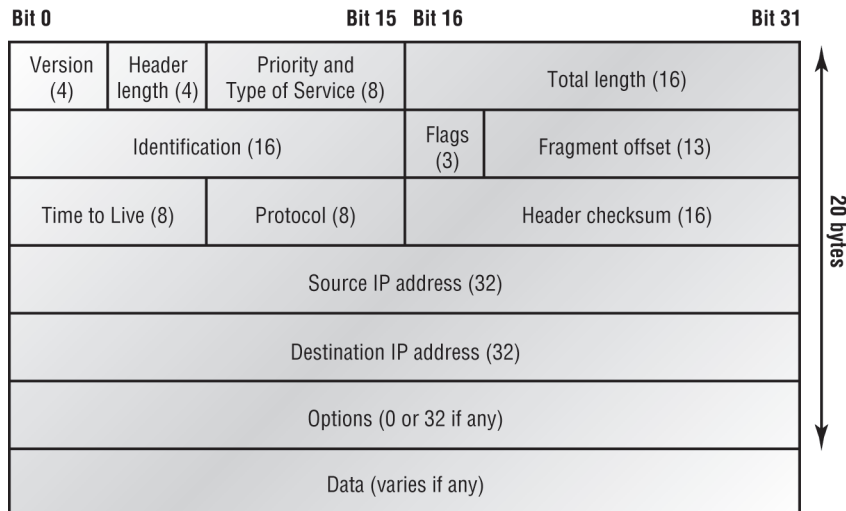 Bit 0
Bit 15
Bit 16
Bit 31
Version
(4)
Header
length (4)
Priority and
Type of Service (8)
Total length (16)
Identification (16)
Flags
(3)
Fragment offset (13)
Time to Live (8)
Protocol (8)
Header checksum (16)
Source IP address (32)
Destination IP address (32)
Options (0 or 32 if any)
Data (varies if any)
20 bytes